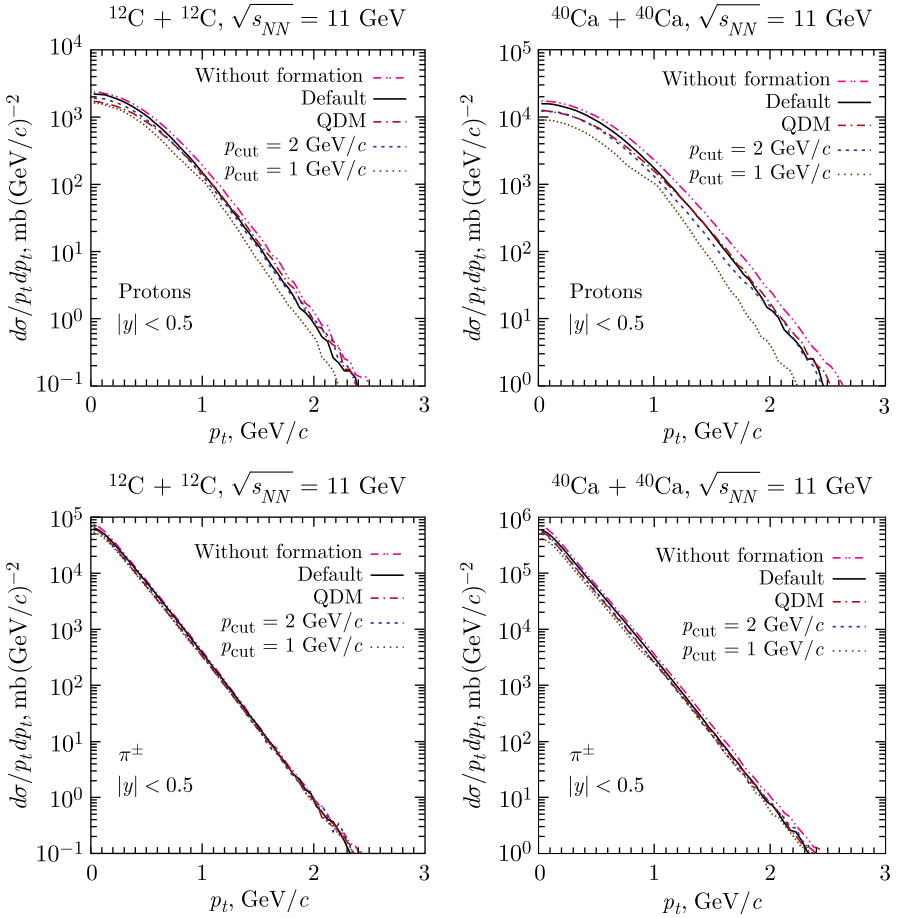 ¹²C + ¹²C, √s_NN = 11 GeV
10⁴
10³
10²
10¹
10⁰
10⁻¹
dσ/p_t dp_t, mb (GeV/c)⁻²
Without formation
Default
QDM
p_cut = 2 GeV/c
p_cut = 1 GeV/c
Protons
|y| < 0.5
0 1 2 3
p_t, GeV/c
⁴⁰Ca + ⁴⁰Ca, √s_NN = 11 GeV
10⁵
10⁴
10³
10²
10¹
10⁰
dσ/p_t dp_t, mb (GeV/c)⁻²
Without formation
Default
QDM
p_cut = 2 GeV/c
p_cut = 1 GeV/c
Protons
|y| < 0.5
0 1 2 3
p_t, GeV/c
¹²C + ¹²C, √s_NN = 11 GeV
10⁵
10⁴
10³
10²
10¹
10⁰
10⁻¹
dσ/p_t dp_t, mb (GeV/c)⁻²
Without formation
Default
QDM
p_cut = 2 GeV/c
p_cut = 1 GeV/c
π±
|y| < 0.5
0 1 2 3
p_t, GeV/c
⁴⁰Ca + ⁴⁰Ca, √s_NN = 11 GeV
10⁶
10⁵
10⁴
10³
10²
10¹
10⁰
dσ/p_t dp_t, mb (GeV/c)⁻²
Without formation
Default
QDM
p_cut = 2 GeV/c
p_cut = 1 GeV/c
π±
|y| < 0.5
0 1 2 3
p_t, GeV/c